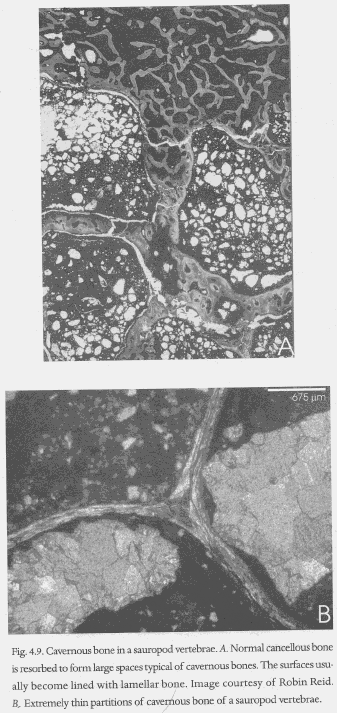 A
675 µm
B
Fig. 4.9. Cavernous bone in a sauropod vertebrae. A. Normal cancellous bone
is resorbed to form large spaces typical of cavernous bones. The surfaces usu-
ally become lined with lamellar bone. Image courtesy of Robin Reid.
B, Extremely thin partitions of cavernous bone of a sauropod vertebrae.